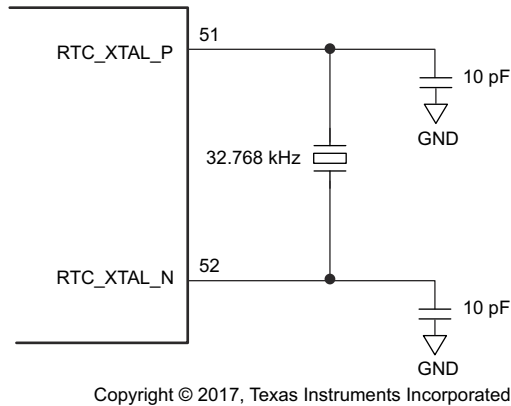 51
RTC_XTAL_P
10 pF
GND
32.768 kHz
52
RTC_XTAL_N
10 pF
GND
Copyright © 2017, Texas Instruments Incorporated